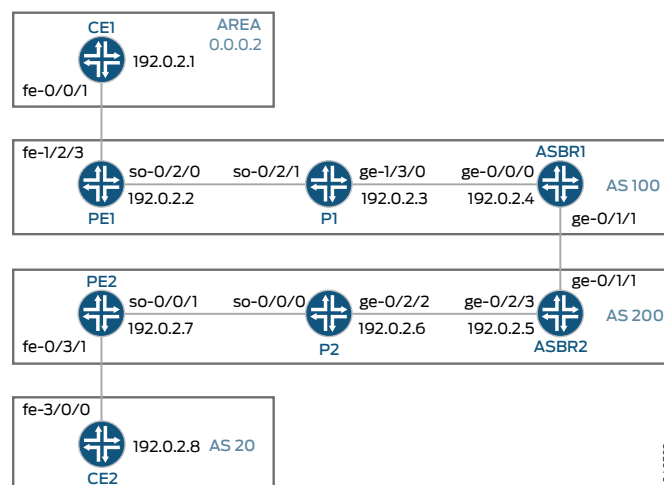 CE1
AREA
0.0.0.2
192.0.2.1
fe-0/0/1
fe-1/2/3
ASBR1
so-0/2/0
so-0/2/1
ge-1/3/0
ge-0/0/0
AS 100
192.0.2.2
192.0.2.3
192.0.2.4
PE1
P1
ge-0/1/1
PE2
ge-0/1/1
so-0/0/1
so-0/0/0
ge-0/2/2
ge-0/2/3
AS 200
192.0.2.7
192.0.2.6
192.0.2.5
fe-0/3/1
P2
ASBR2
fe-3/0/0
192.0.2.8 AS 20
CE2